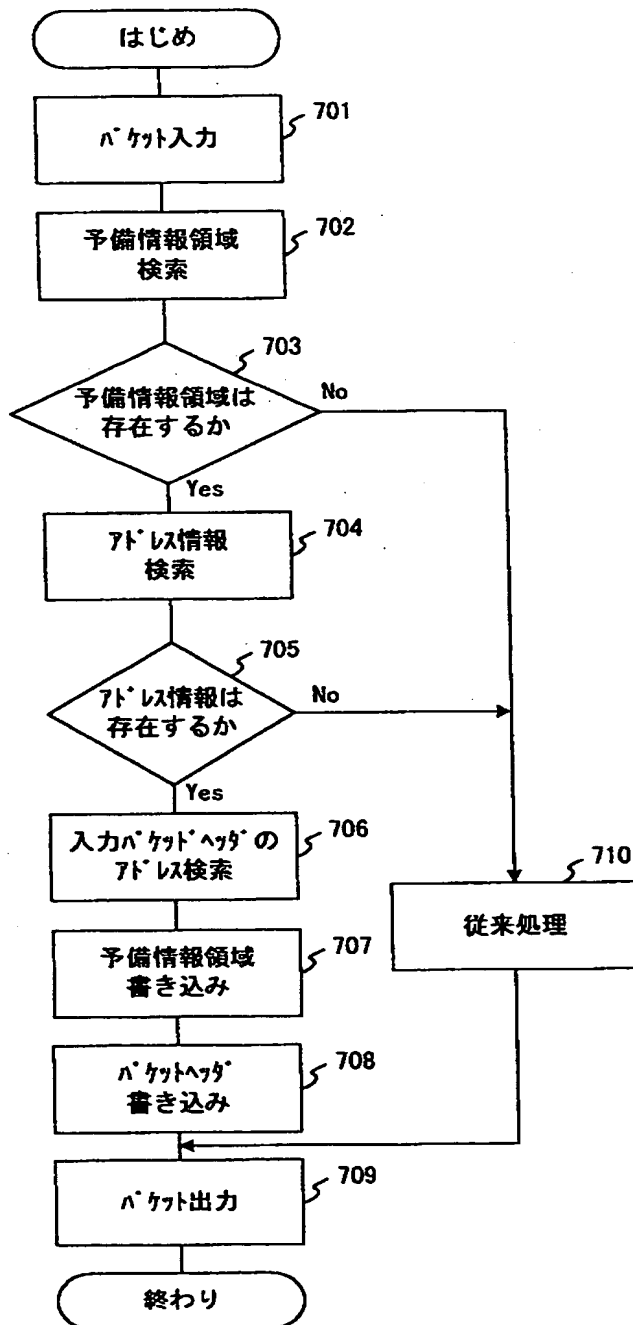 はじめ
パケット入力
701
予備情報領域
検索
702
703
予備情報領域は
存在するか
No
Yes
アドレス情報
検索
704
705
アドレス情報は
存在するか
No
Yes
入力パケットヘッダの
アドレス検索
706
710
従来処理
予備情報領域
書き込み
707
パケットヘッダ
書き込み
708
パケット出力
709
終わり